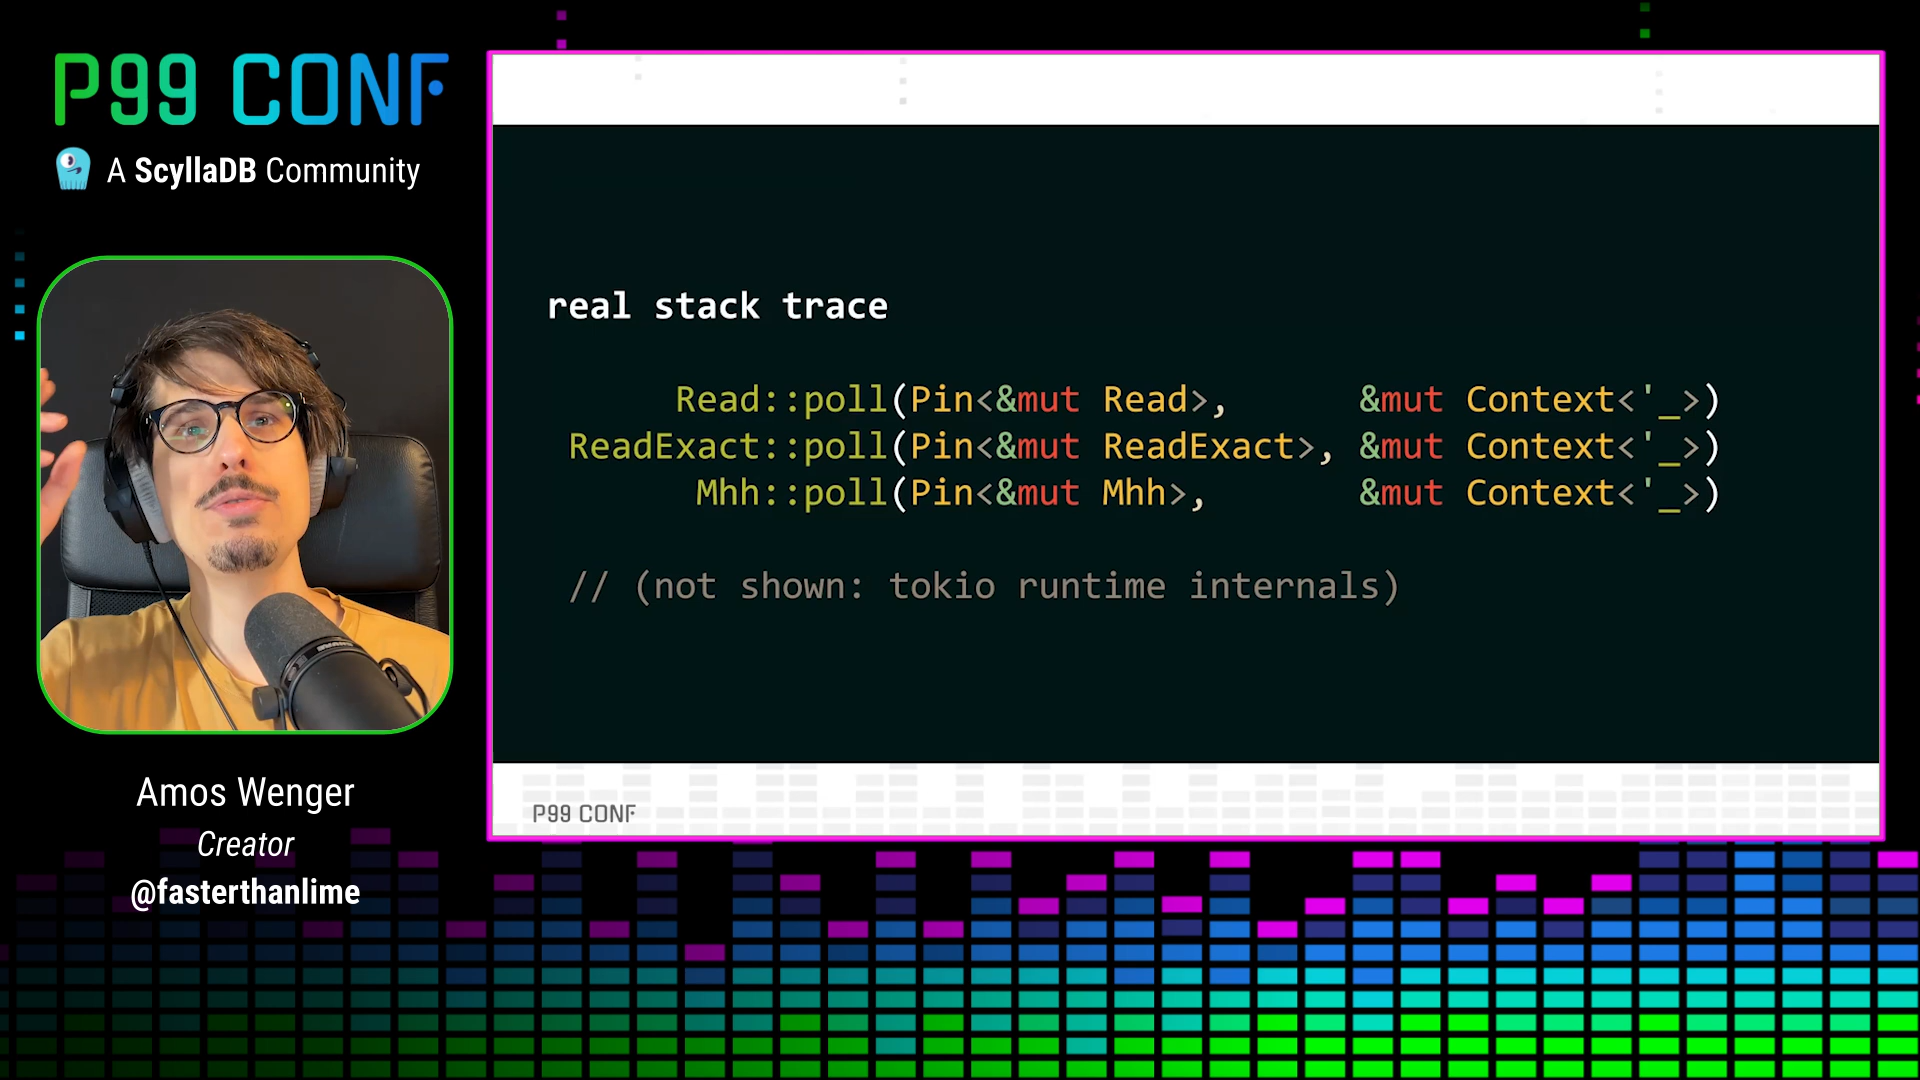 P99 CONF
A ScyllaDB Community
Amos Wenger
Creator
@fasterthanlime
real stack trace
Read::poll(Pin<&mut Read>, &mut Context<'_>)
ReadExact::poll(Pin<&mut ReadExact>, &mut Context<'_>)
Mhh::poll(Pin<&mut Mhh>, &mut Context<'_>)
// (not shown: tokio runtime internals)
P99 CONF